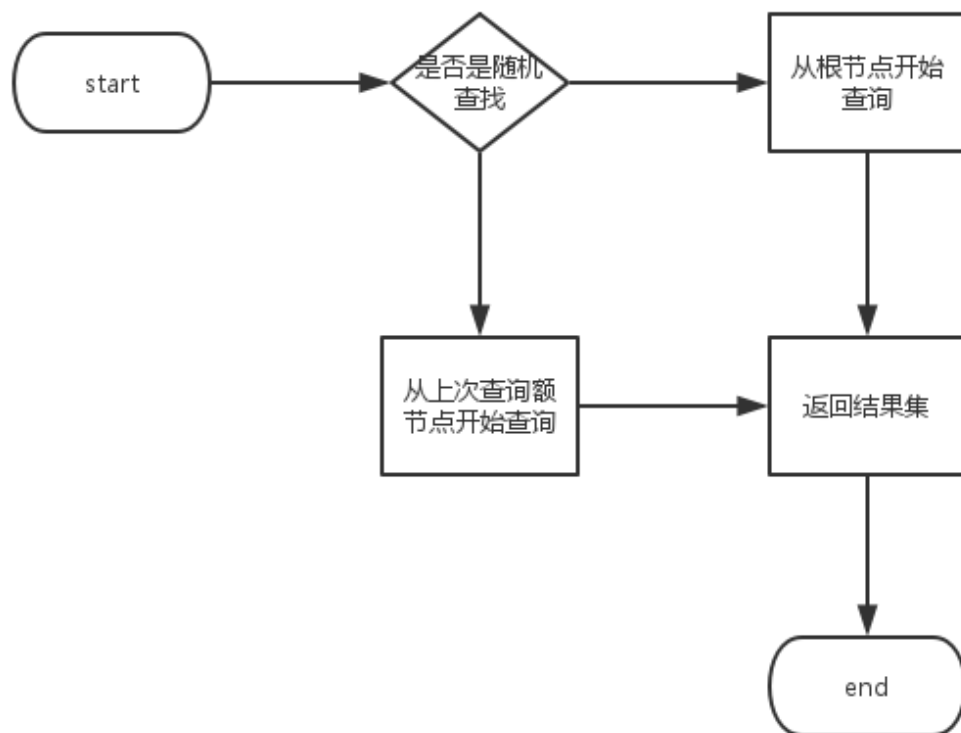 start
是否是随机
查找
从根节点开始
查询
从上次查询额
节点开始查询
返回结果集
end